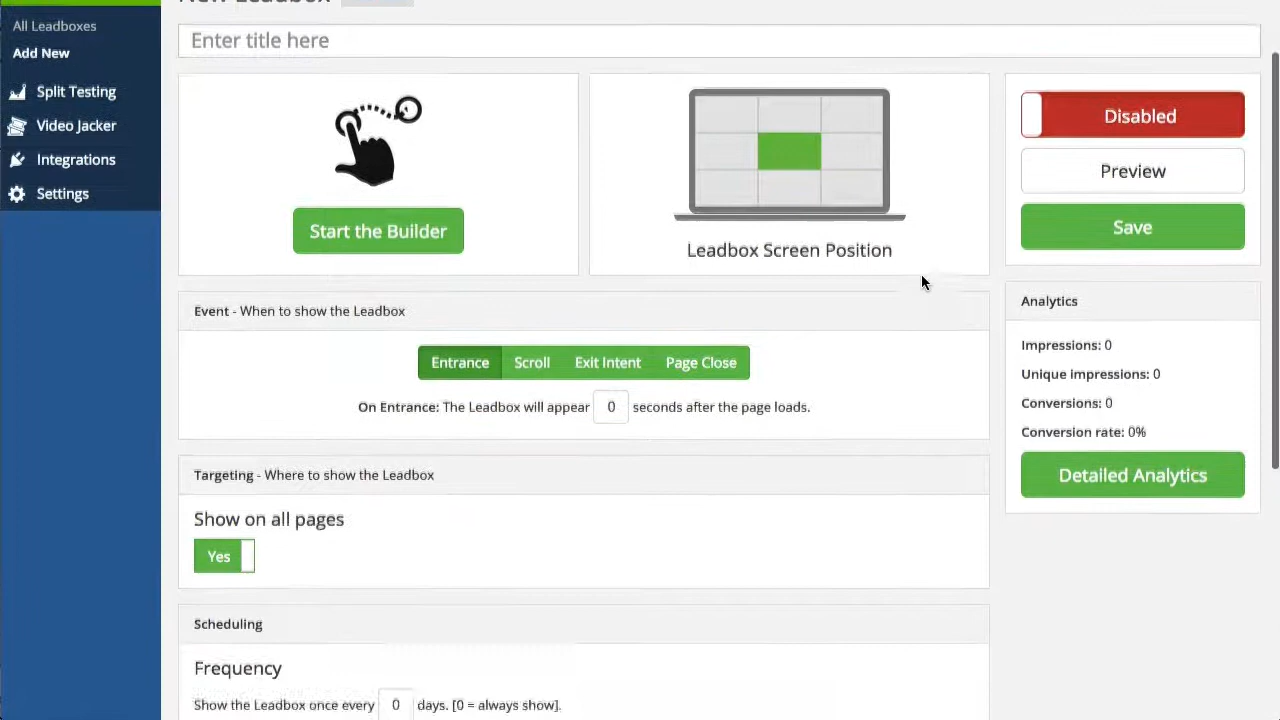 New Leadbox
All Leadboxes
Add New
Split Testing
Video Jacker
Integrations
Settings
Enter title here
Start the Builder
Leadbox Screen Position
Disabled
Preview
Save
Event - When to show the Leadbox
Entrance Scroll Exit Intent Page Close
On Entrance: The Leadbox will appear 0 seconds after the page loads.
Analytics
Impressions: 0
Unique impressions: 0
Conversions: 0
Conversion rate: 0%
Detailed Analytics
Targeting - Where to show the Leadbox
Show on all pages
Yes
Scheduling
Frequency
Show the Leadbox once every 0 days. [0 = always show].